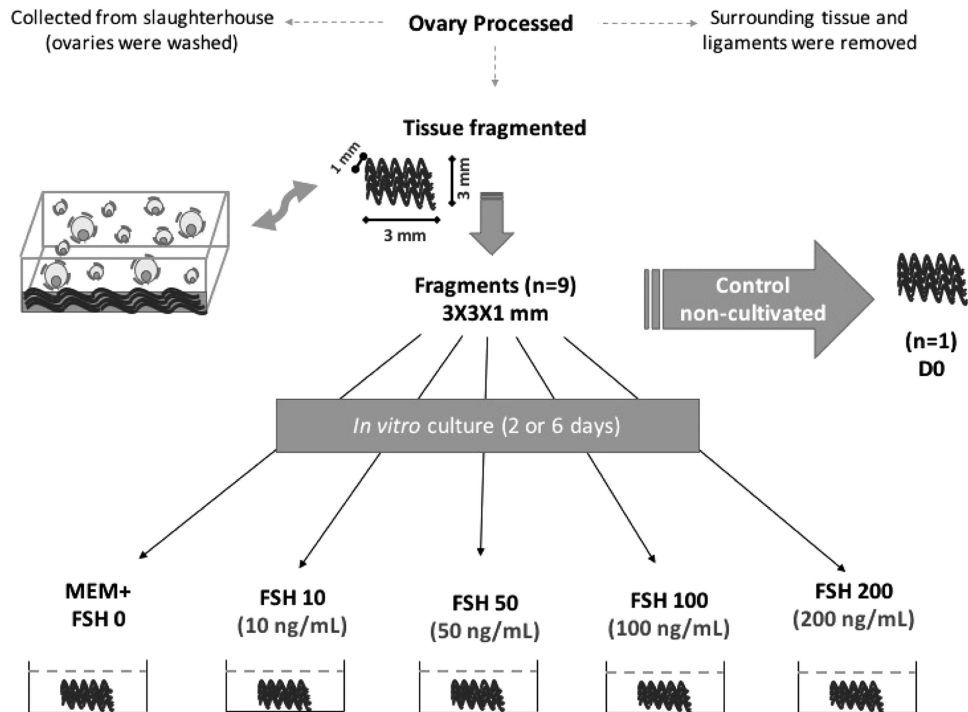 Collected from slaughterhouse
(ovaries were washed)
Ovary Processed
Surrounding tissue and
ligaments were removed
Tissue fragmented
1 mm
3 mm
3 mm
Fragments (n=9)
3X3X1 mm
Control
non-cultivated
(n=1)
D0
In vitro culture (2 or 6 days)
MEM+
FSH 0
FSH 10
(10 ng/mL)
FSH 50
(50 ng/mL)
FSH 100
(100 ng/mL)
FSH 200
(200 ng/mL)